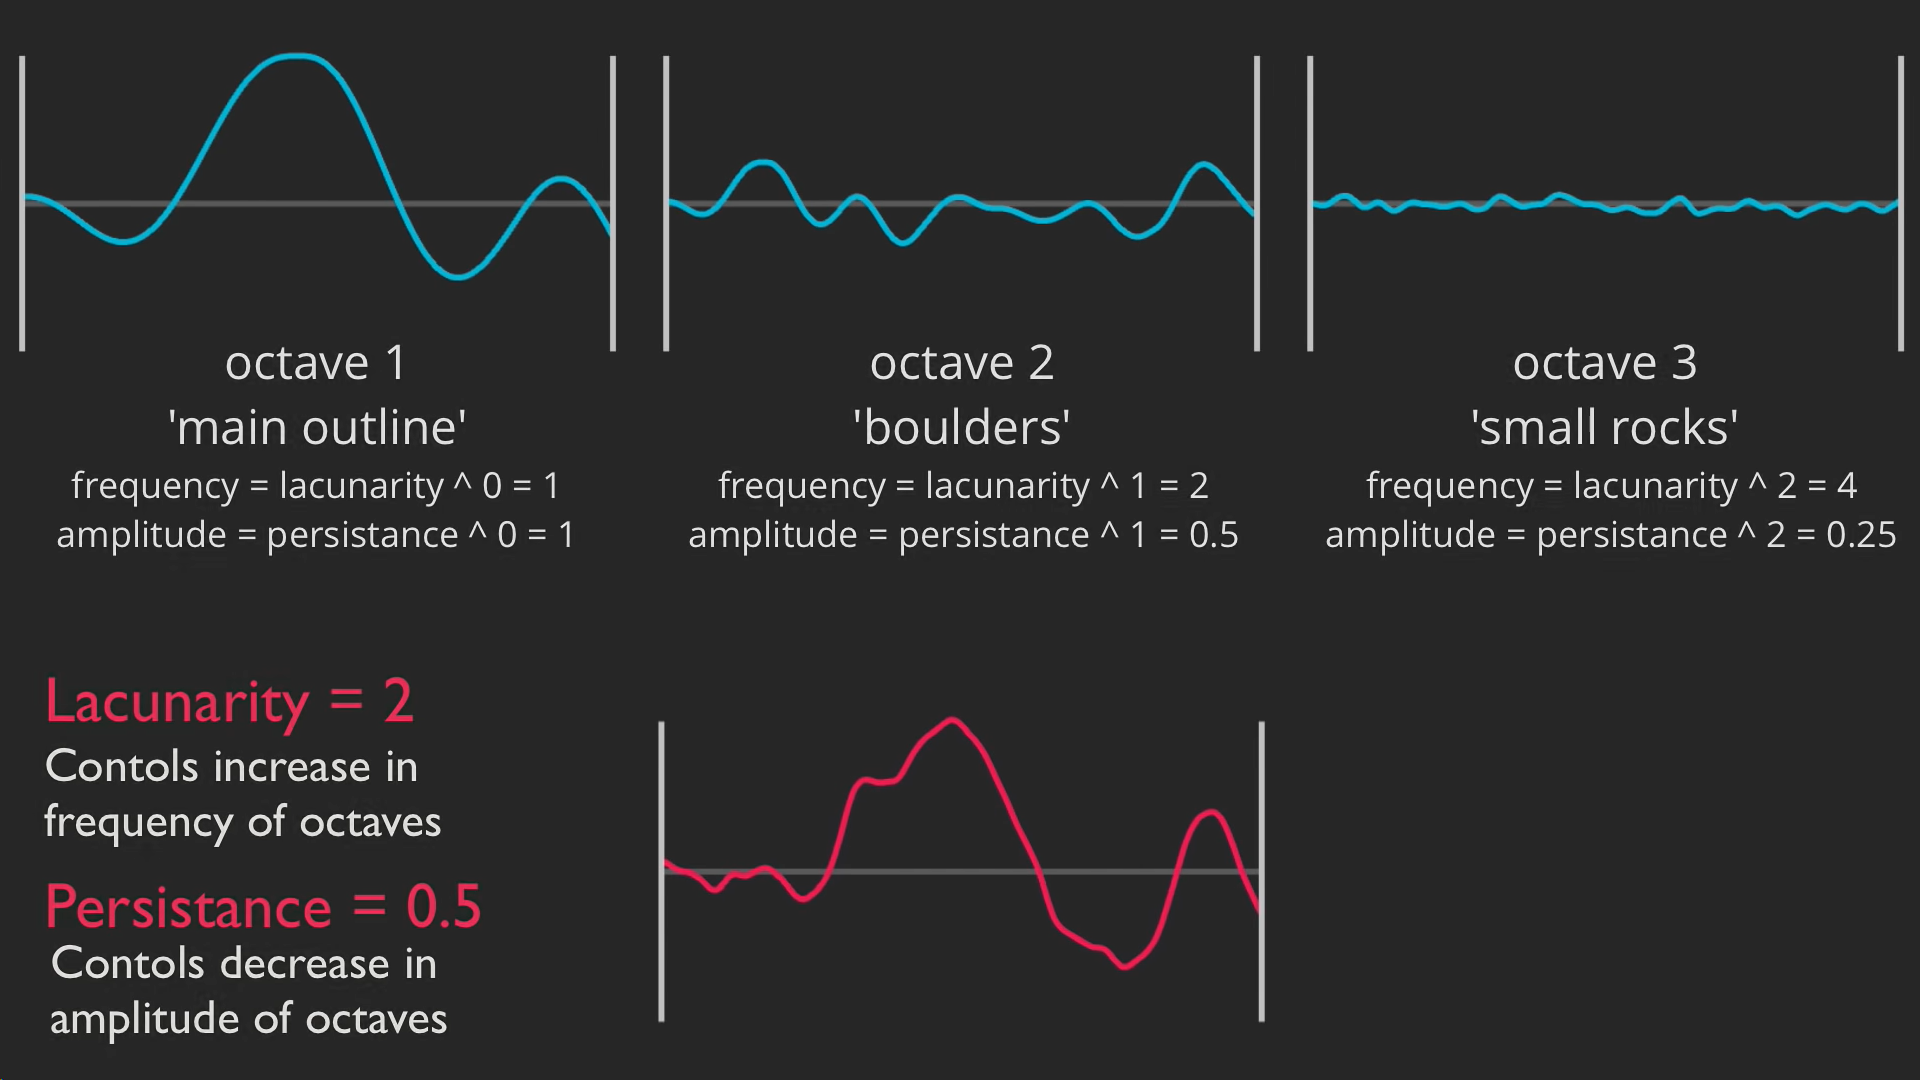 octave 1
'main outline'
frequency = lacunarity ^ 0 = 1
amplitude = persistance ^ 0 = 1
octave 2
'boulders'
frequency = lacunarity ^ 1 = 2
amplitude = persistance ^ 1 = 0.5
octave 3
'small rocks'
frequency = lacunarity ^ 2 = 4
amplitude = persistance ^ 2 = 0.25
Lacunarity = 2
Contols increase in
frequency of octaves
Persistance = 0.5
Contols decrease in
amplitude of octaves